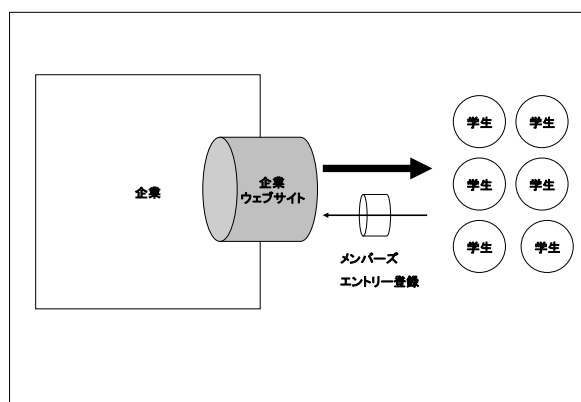 企業
企業
ウェブサイト
メンバーズ
エントリー登録
学生
学生
学生
学生
学生
学生